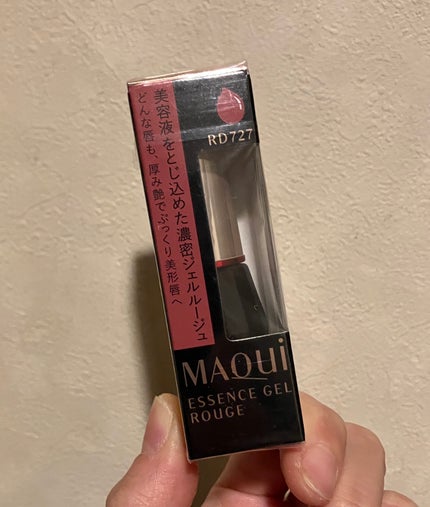 美容液をとじ込めた濃密ジェルルージュ
どんな唇も、厚み艶でぷっくり美形唇へ
RD727
MAQUi
ESSENCE GEL
ROUGE